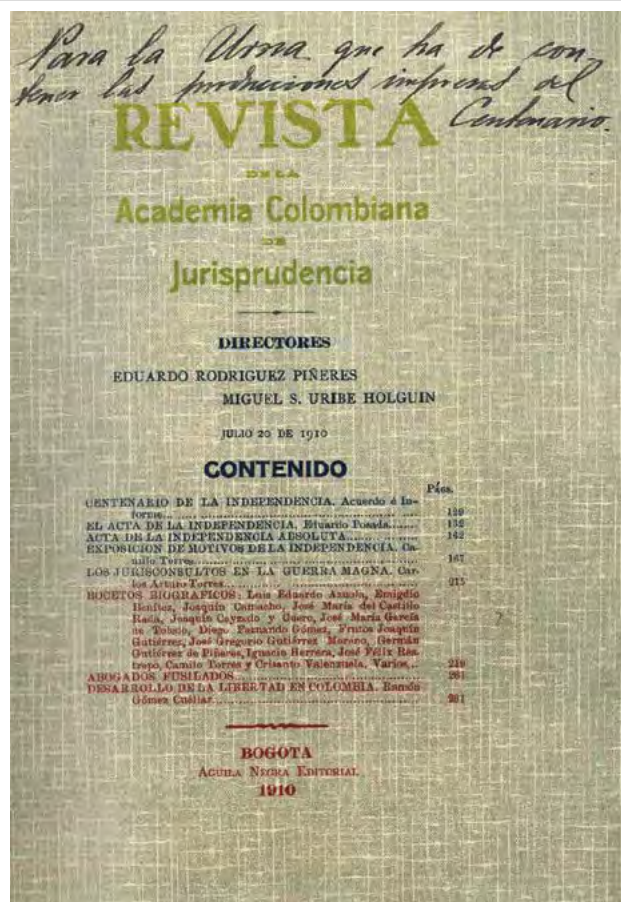 Para la Urna que ha de con-
tener las producciones impresas del
Centenario.
REVISTA
DE LA
Academia Colombiana
DE
Jurisprudencia
DIRECTORES
EDUARDO RODRIGUEZ PIÑERES
MIGUEL S. URIBE HOLGUIN
JULIO 20 DE 1910
CONTENIDO
Págs.
CENTENARIO DE LA INDEPENDENCIA. Acuerdo é In-
forme.... 129
EL ACTA DE LA INDEPENDENCIA. Eduardo Posada........ 132
ACTA DE LA INDEPENDENCIA ABSOLUTA.... 162
EXPOSICION DE MOTIVOS DE LA INDEPENDENCIA. Ca-
milo Torres.... 167
LOS JURISCONSULTOS EN LA GUERRA MAGNA. Car-
los Arturo Torres.... 215
BOCETOS BIOGRAFICOS: Luis Eduardo Azuola, Emigdio
Benítez, Joaquín Camacho, José María del Castillo
Rada, Joaquín Cayzedo y Cuero, José María García
de Toledo, Diego Fernando Gómez, Frutos Joaquín
Gutiérrez, José Gregorio Gutiérrez Moreno, Germán
Gutiérrez de Piñeres, Ignacio Herrera, José Félix Res-
trepo, Camilo Torres y Crisanto Valenzuela. Varios... 219
ABOGADOS FUSILADOS.... 261
DESARROLLO DE LA LIBERTAD EN COLOMBIA. Ramón
Gómez Cuéllar.... 281
BOGOTA
AGUILA NEGRA EDITORIAL
1910